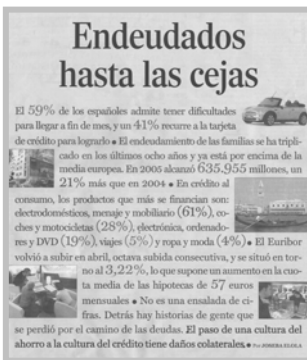 Endeudados
hasta las cejas
El 59% de los españoles admite tener dificultades
para llegar a fin de mes, y un 41% recurre a la tarjeta
de crédito para lograrlo ● El endeudamiento de las familias se ha tripli-
cado en los últimos ocho años y ya está por encima de la
media europea. En 2005 alcanzó 635.955 millones, un
21% más que en 2004 ● En crédito al
consumo, los productos que más se financian son:
electrodomésticos, menaje y mobiliario (61%), co-
ches y motocicletas (28%), electrónica, ordenado-
res y DVD (19%), viajes (5%) y ropa y moda (4%) ● El Euribor
volvió a subir en abril, octava subida consecutiva, y se situó en tor-
no al 3,22%, lo que supone un aumento en la cuo-
ta media de las hipotecas de 57 euros
mensuales ● No es una ensalada de ci-
fras. Detrás hay historias de gente que
se perdió por el camino de las deudas. El paso de una cultura del
ahorro a la cultura del crédito tiene daños colaterales. ● Por JOSEBA ELOLA